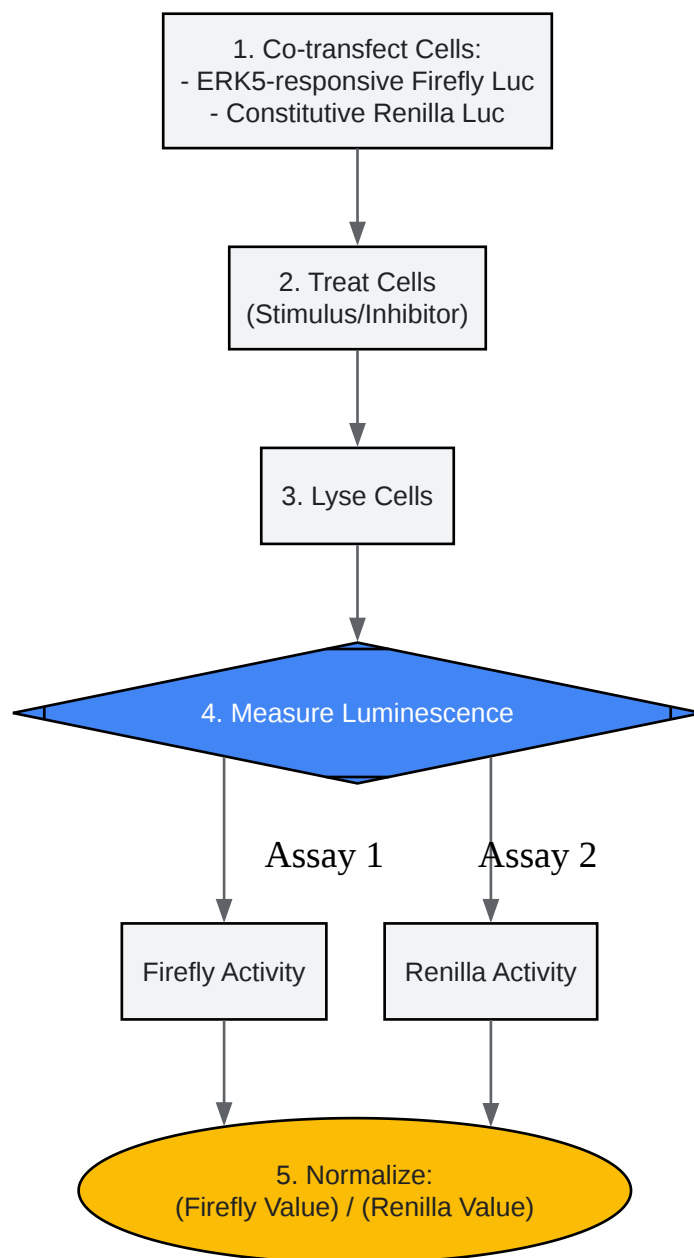 1. Co-transfect Cells:
- ERK5-responsive Firefly Luc
- Constitutive Renilla Luc
2. Treat Cells
(Stimulus/Inhibitor)
3. Lyse Cells
4. Measure Luminescence
Assay 1
Assay 2
Firefly Activity
Renilla Activity
5. Normalize:
(Firefly Value) / (Renilla Value)